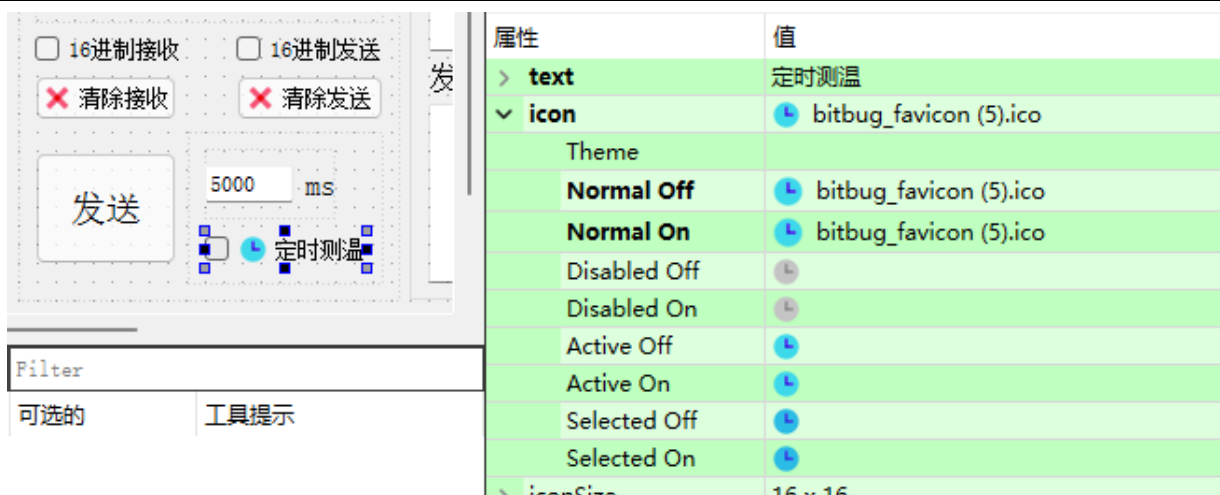 16进制接收 16进制发送
清除接收 清除发送
发
发送
5000 ms
定时测温
Filter
可选的 工具提示
属性 值
text 定时测温
icon bitbug_favicon (5).ico
Theme
Normal Off bitbug_favicon (5).ico
Normal On bitbug_favicon (5).ico
Disabled Off
Disabled On
Active Off
Active On
Selected Off
Selected On
iconSize 16 x 16